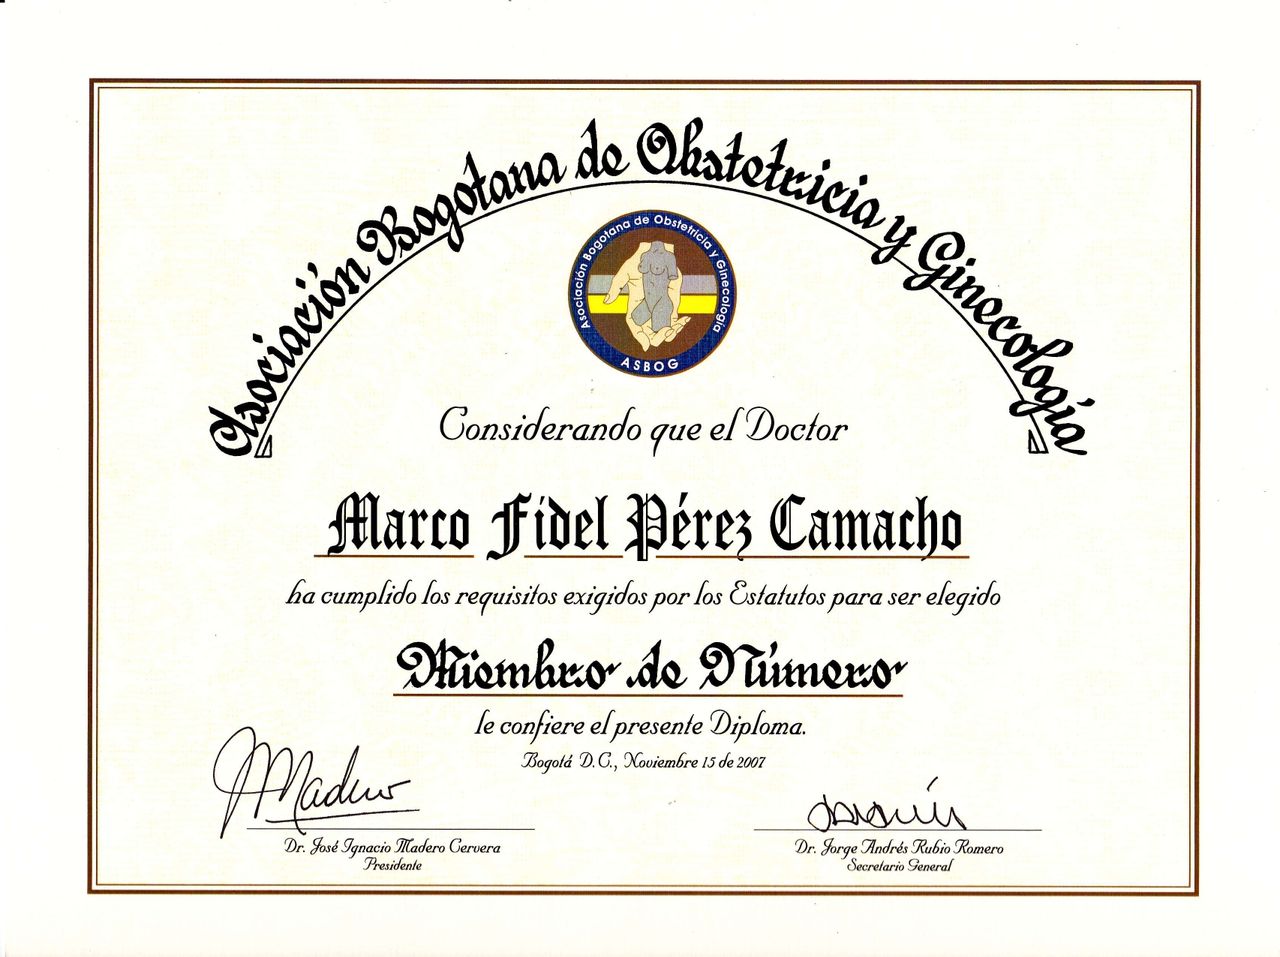 Asociación Bogotana de Obstetricia y Ginecología
Asociación Bogotana de Obstetricia y Ginecología
ASBOG
Considerando que el Doctor
Marco Fidel Pérez Camacho
ha cumplido los requisitos exigidos por los Estatutos para ser elegido
Miembro de Número
le confiere el presente Diploma.
Bogotá D.C., Noviembre 15 de 2007
Madero
Dr. José Ignacio Madero Cervera
Presidente
Dr. Jorge Andrés Rubio Romero
Secretario General